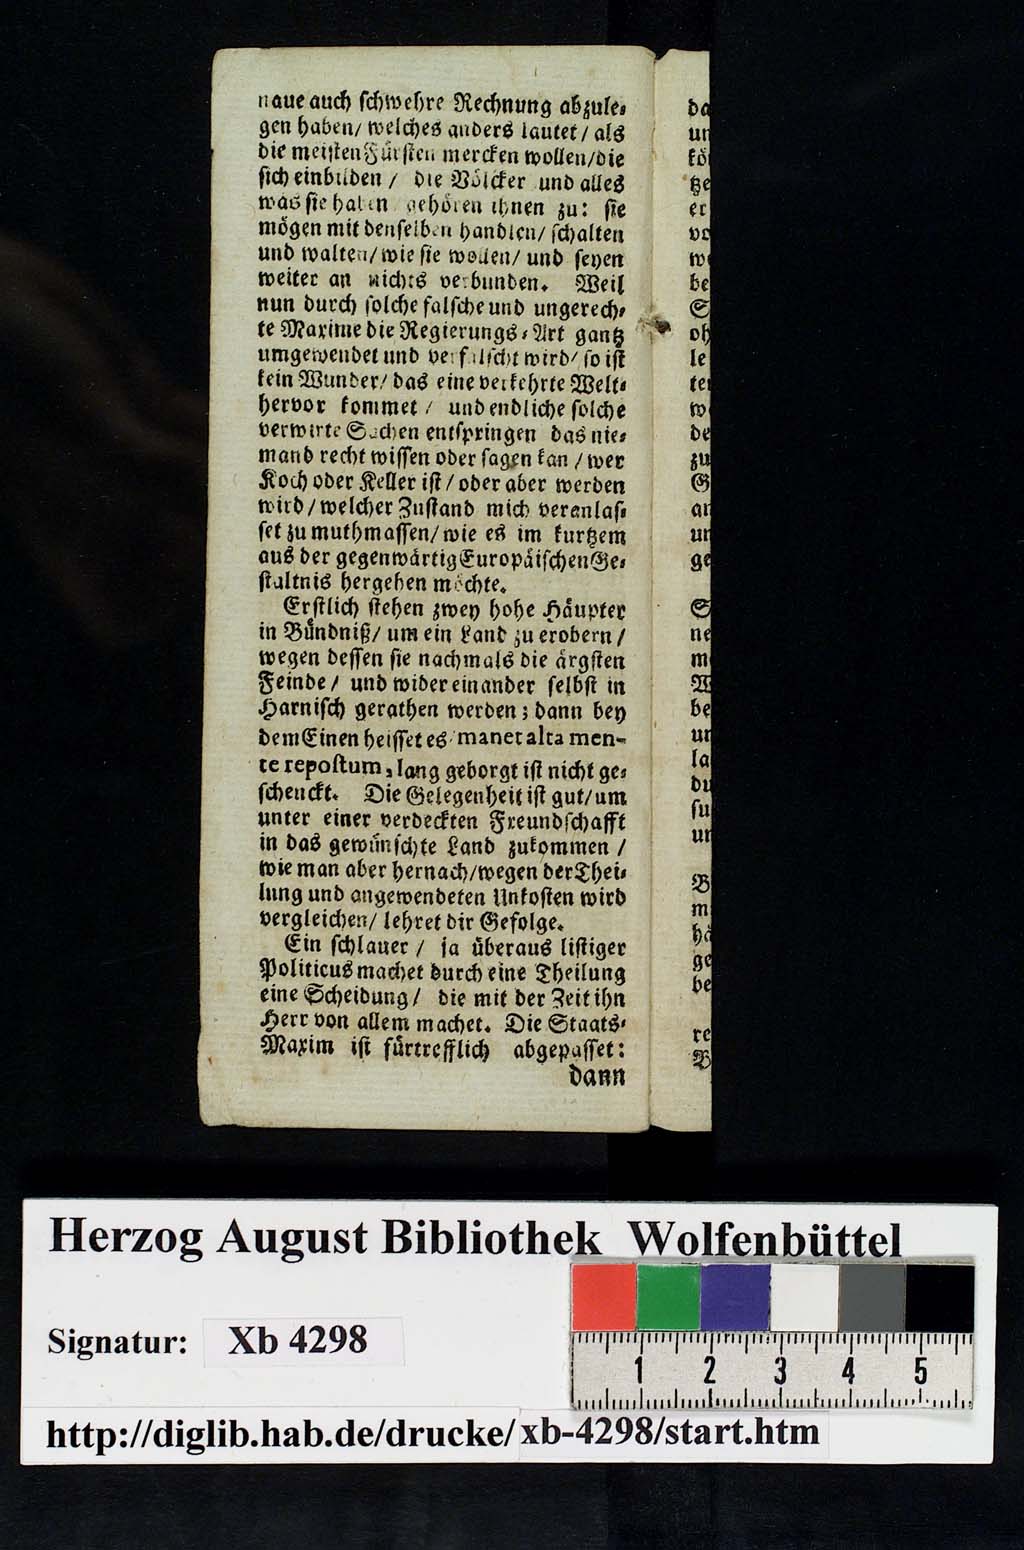 naue auch ſchwehre Rechnung abzule⸗
gen haben/ welches anders lautet/ als
die meiſten Fürſten mercken wollen/die
ſich einbilden / die Völcker und alles
was ſie haben gehören ihnen zu: ſie
mögen mit denſelben handlen/ ſchalten
und walten/ wie ſie wollen/ und ſeyen
weiter an nichts verbunden. Weil
nun durch ſolche falſche und ungerech⸗
te Maxime die Regierungs⸗Art gantz
umgewendet und verfälſcht wird/ ſo iſt
kein Wunder/ das eine verkehrte Welt⸗
hervor kommet / und endliche ſolche
verwirte Sachen entſpringen das nie⸗
mand recht wiſſen oder ſagen kan / wer
Koch oder Keller iſt / oder aber werden
wird / welcher Zuſtand mich veranlaſ⸗
ſet zu muthmaſſen/ wie es im kurtzem
aus der gegenwärtig Europäiſchen Ge⸗
ſtaltnis hergehen möchte.
Erſtlich ſtehen zwey hohe Häupter
in Bündniß/ um ein Land zu erobern /
wegen deſſen ſie nachmals die ärgſten
Feinde / und wider einander ſelbſt in
Harniſch gerathen werden; dann bey
dem Einen heiſſet es manet alta men-
te repoſtum, lang geborgt iſt nicht ge⸗
ſchenckt. Die Gelegenheit iſt gut/ um
unter einer verdeckten Freundſchafft
in das gewünſchte Land zukommen /
wie man aber hernach/ wegen der Thei⸗
lung und angewendeten Unkoſten wird
vergleichen/ lehret dir Gefolge.
Ein ſchlauer / ja überaus liſtiger
Politicus machet durch eine Theilung
eine Scheidung / die mit der Zeit ihn
Herr von allem machet. Die Staats⸗
Maxim iſt fürtrefflich abgepaſſet:
dann
Herzog August Bibliothek Wolfenbüttel
Signatur: Xb 4298
1 2 3 4 5
http://diglib.hab.de/drucke/xb-4298/start.htm